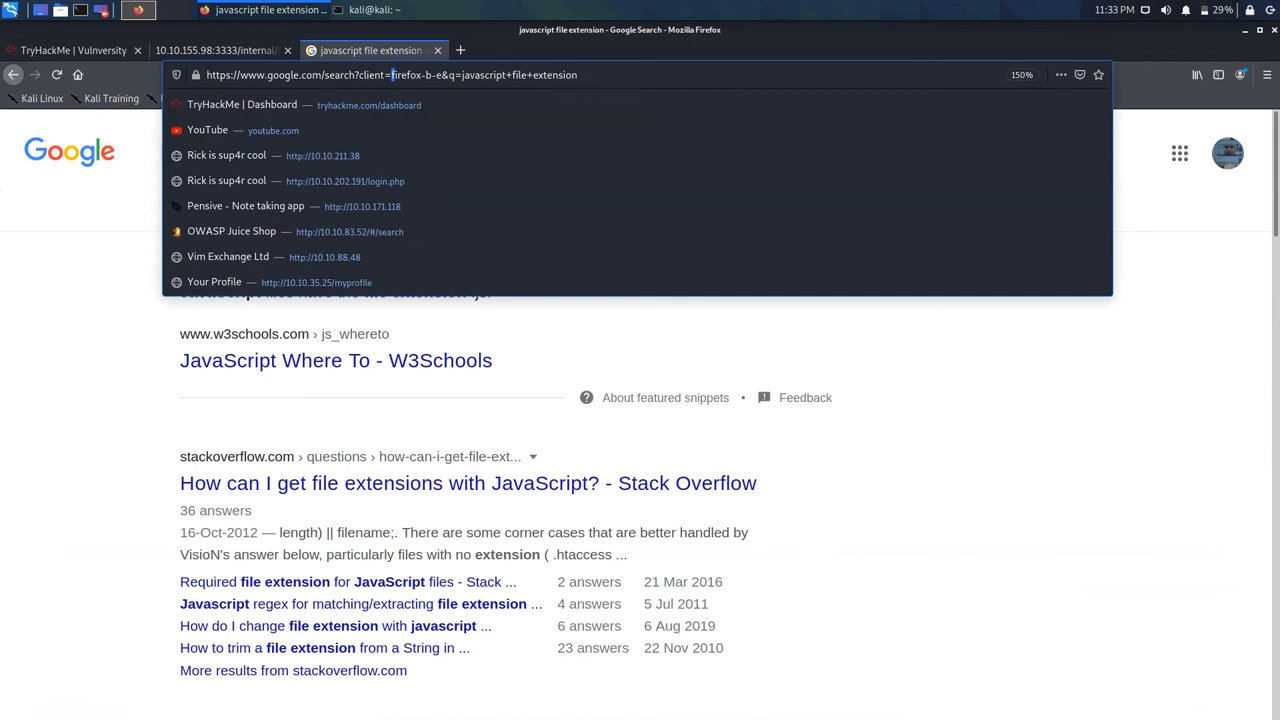 javascript file extension
kali@kali: ~
11:33 PM
29%
javascript file extension - Google Search - Mozilla Firefox
TryHackMe | Vulnversity
10.10.155.98:3333/internal/
javascript file extension -
https://www.google.com/search?client=firefox-b-e&q=javascript+file+extension
150%
Kali Linux
Kali Training
TryHackMe | Dashboard — tryhackme.com/dashboard
YouTube — youtube.com
Rick is sup4r cool — http://10.10.211.38
Rick is sup4r cool — http://10.10.202.191/login.php
Pensive - Note taking app — http://10.10.171.118
OWASP Juice Shop — http://10.10.83.52/#/search
Vim Exchange Ltd — http://10.10.88.48
Your Profile — http://10.10.35.25/myprofile
Google
www.w3schools.com › js_whereto
JavaScript Where To - W3Schools
About featured snippets • Feedback
stackoverflow.com › questions › how-can-i-get-file-ext...
How can I get file extensions with JavaScript? - Stack Overflow
36 answers
16-Oct-2012 — length) || filename;. There are some corner cases that are better handled by
VisioN's answer below, particularly files with no extension ( .htaccess ...
Required file extension for JavaScript files - Stack ... 2 answers 21 Mar 2016
Javascript regex for matching/extracting file extension ... 4 answers 5 Jul 2011
How do I change file extension with javascript ... 6 answers 6 Aug 2019
How to trim a file extension from a String in ... 23 answers 22 Nov 2010
More results from stackoverflow.com